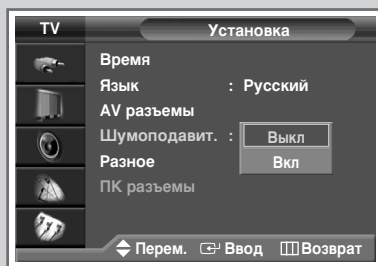 TV
Установка
Время
Язык : Русский
AV разъемы
Шумоподавит. : Выкл
Вкл
Разное
ПК разъемы
Перем. Ввод Возврат